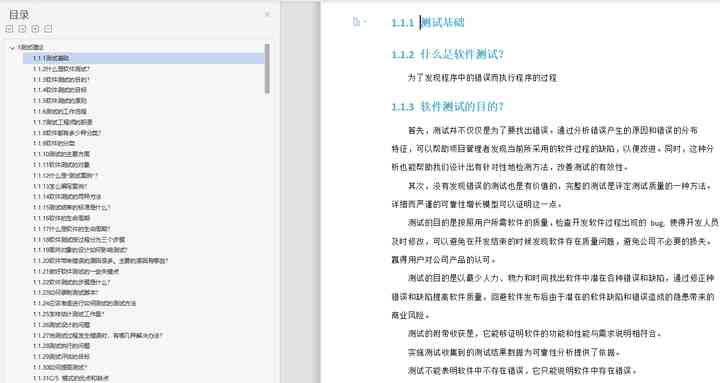 目录
1测试理论
1.1.1测试基础
1.1.2什么是软件测试?
1.1.3软件测试的目的?
1.1.4软件测试的目标
1.1.5软件测试的原则
1.1.6测试的工作流程
1.1.7测试工程师的职责
1.1.8软件都有多少种分类?
1.1.9软件的分类
1.1.10测试的主要方面
1.1.11软件测试的对象
1.1.12什么是"测试案例"?
1.1.13怎么编写案例?
1.1.14软件测试的两种方法
1.1.15测试结束的标准是什么?
1.1.16软件的生命周期
1.1.17什么是软件的生命周期?
1.1.18软件测试按过程分为三个步骤
1.1.19面向对象的设计如何影响测试?
1.1.20软件带来错误的原因很多。主要的原因有哪些?
1.1.21做好软件测试的一些关键点
1.1.22软件测试的步骤是什么?
1.1.23如何录制测试脚本?
1.1.24应该考虑进行如何测试的测试方法
1.1.25怎样估计测试工作量?
1.1.26测试设计的问题
1.1.27当测试过程发生错误时,有哪几种解决办法?
1.1.28测试执行的问题
1.1.29测试评估的目标
1.1.30如何提高测试?
1.1.31C/S 模式的优点和缺点
1.1.1 测试基础
1.1.2 什么是软件测试?
为了发现程序中的错误而执行程序的过程
1.1.3 软件测试的目的?
首先,测试并不仅仅是为了要找出错误。通过分析错误产生的原因和错误的分布
特征,可以帮助项目管理者发现当前所采用的软件过程的缺陷,以便改进。同时,这种分
析也能帮助我们设计出有针对性地检测方法,改善测试的有效性。
其次,没有发现错误的测试也是有价值的,完整的测试是评定测试质量的一种方法。
详细而严谨的可靠性增长模型可以证明这一点。
测试的目的是按照用户所需软件的质量,检查开发软件过程出现的 bug, 使得开发人员
及时修改,可以避免在开发结束的时候发现软件存在质量问题,避免公司不必要的损失。
赢得用户对公司产品的认可。
测试的目的是以最少人力、物力和时间找出软件中潜在各种错误和缺陷,通过修正种
错误和缺陷提高软件质量,回避软件发布后由于潜在的软件缺陷和错误造成的隐患带来的
商业风险。
测试的附带收获是,它能够证明软件的功能和性能与需求说明相符合。
实施测试收集到的测试结果数据为可靠性分析提供了依据。
测试不能表明软件中不存在错误,它只能说明软件中存在错误。